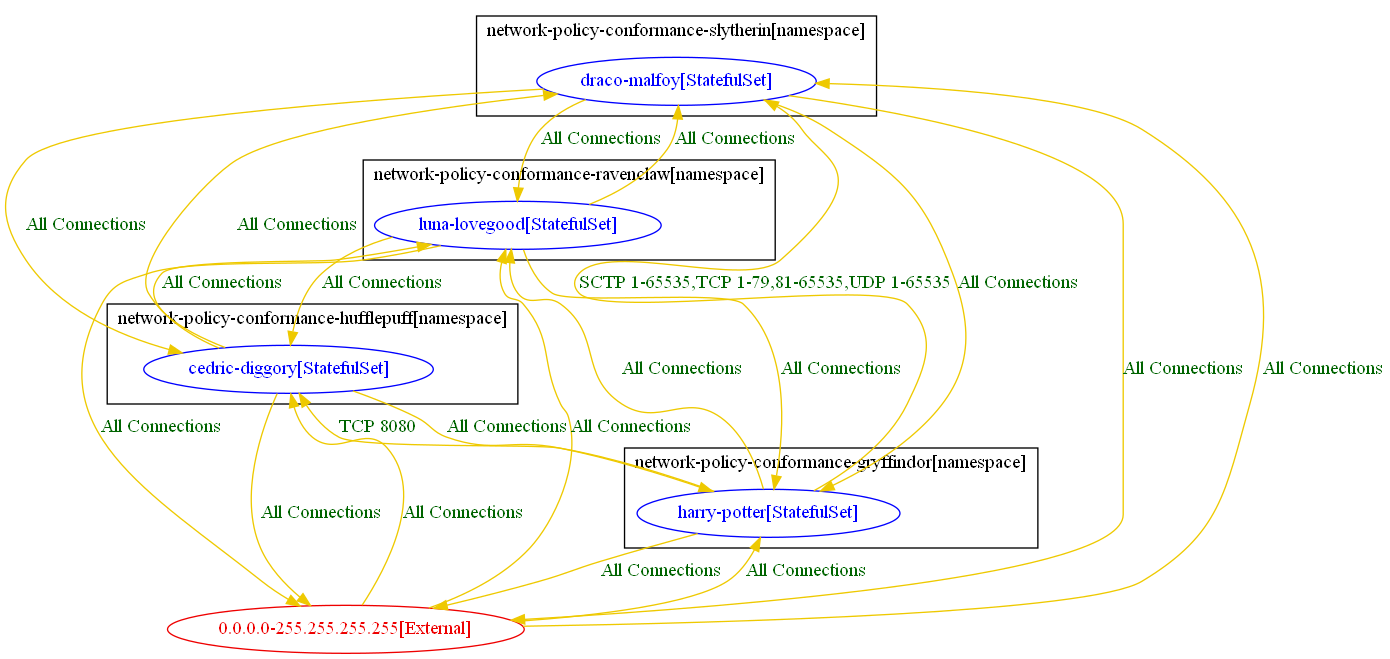 network-policy-conformance-slytherin[namespace]
draco-malfoy[StatefulSet]
All Connections
All Connections
network-policy-conformance-ravenclaw[namespace]
luna-lovegood[StatefulSet]
All Connections
All Connections
All Connections
All Connections
SCTP 1-65535,TCP 1-79,81-65535,UDP 1-65535
All Connections
network-policy-conformance-hufflepuff[namespace]
cedric-diggory[StatefulSet]
All Connections
All Connections
All Connections
All Connections
All Connections
TCP 8080
All Connections
All Connections
network-policy-conformance-gryffindor[namespace]
harry-potter[StatefulSet]
All Connections
All Connections
All Connections
All Connections
0.0.0.0-255.255.255.255[External]